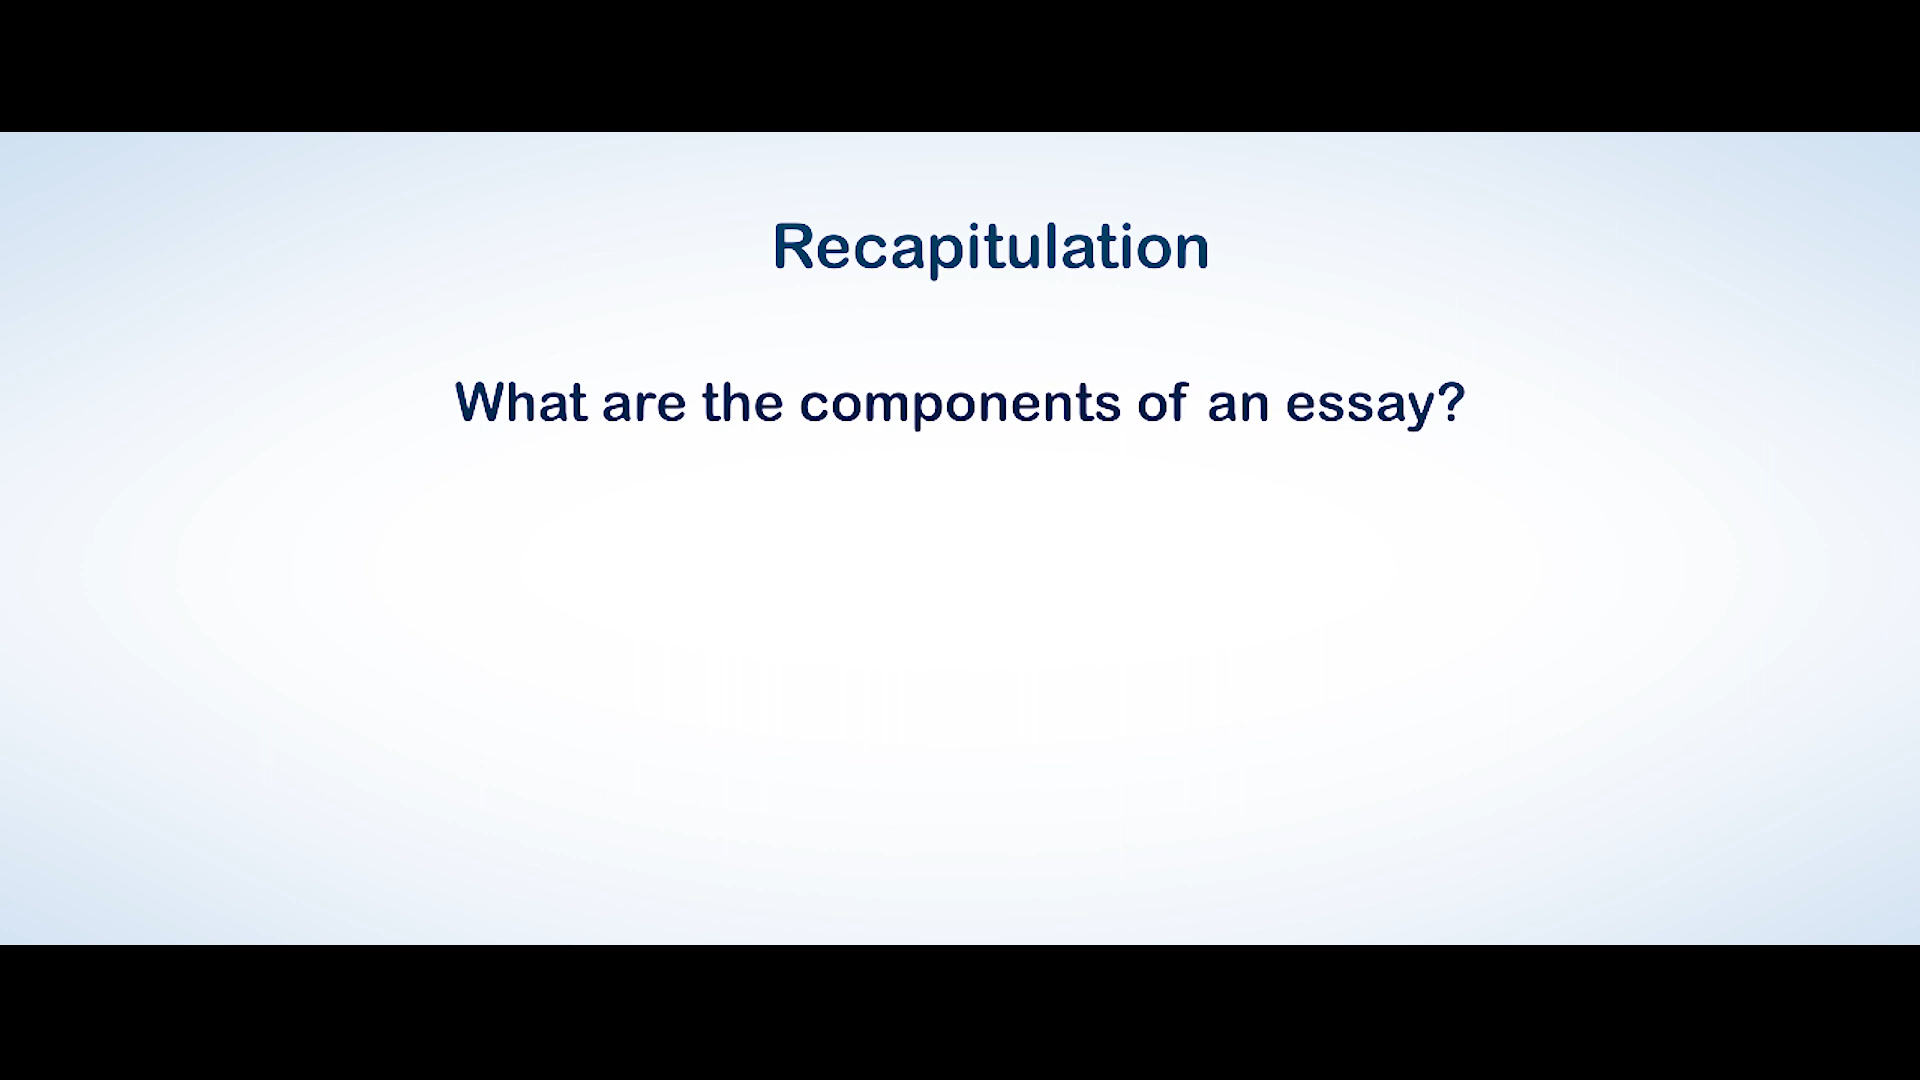 Recapitulation
What are the components of an essay?